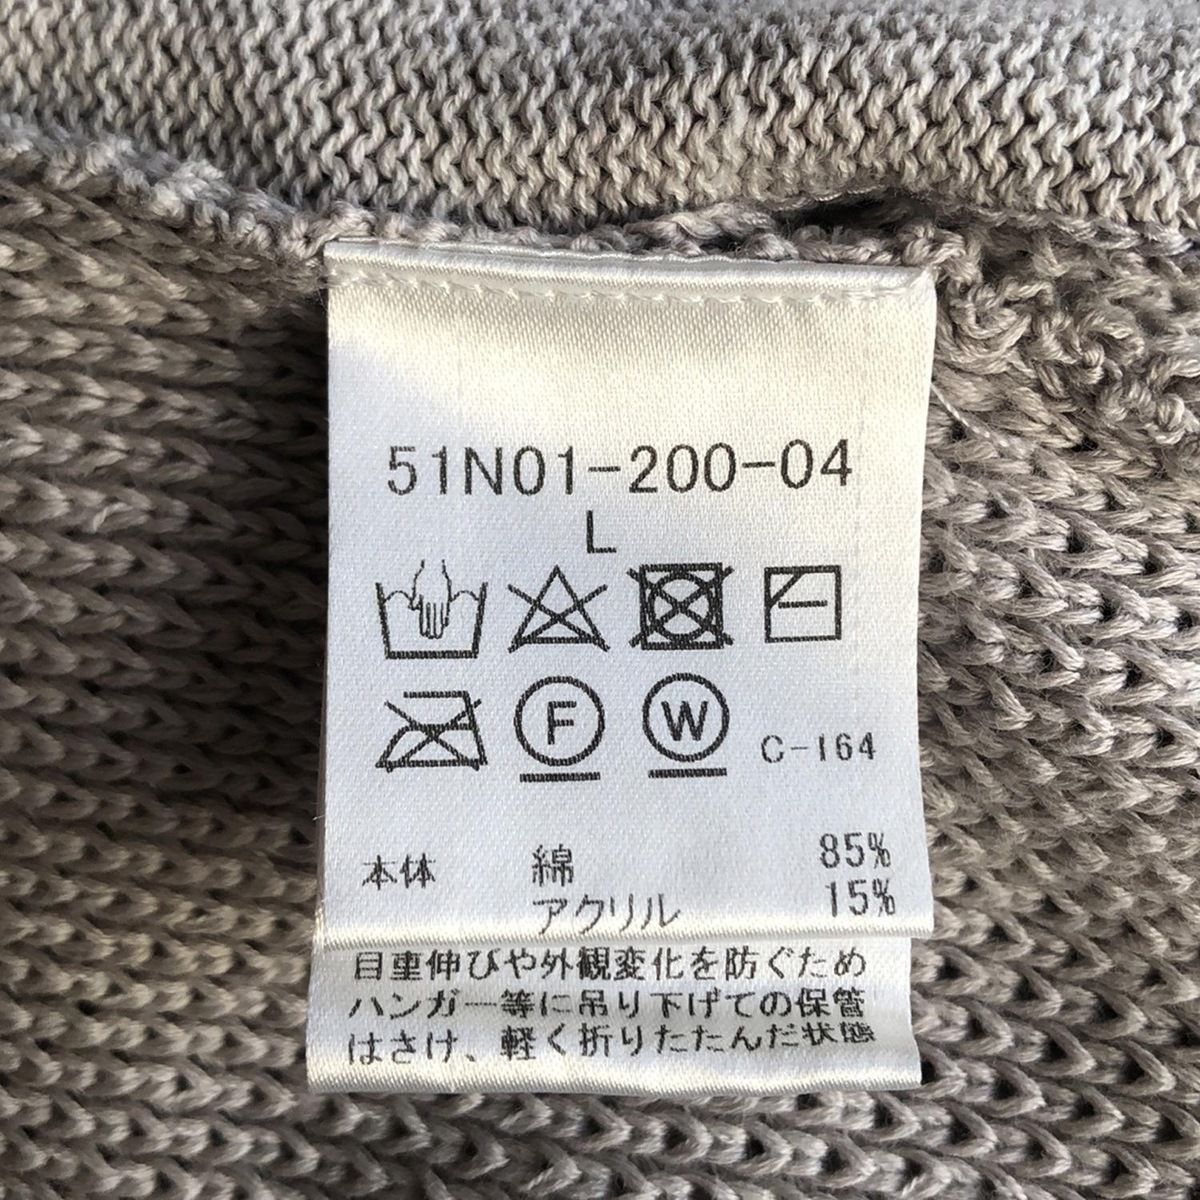 51N01-200-04
L
F W C-164
本体 綿 85%
アクリル 15%
自重伸びや外観変化を防ぐため
ハンガー等に吊り下げての保管
はさけ、軽く折りたたんだ状態